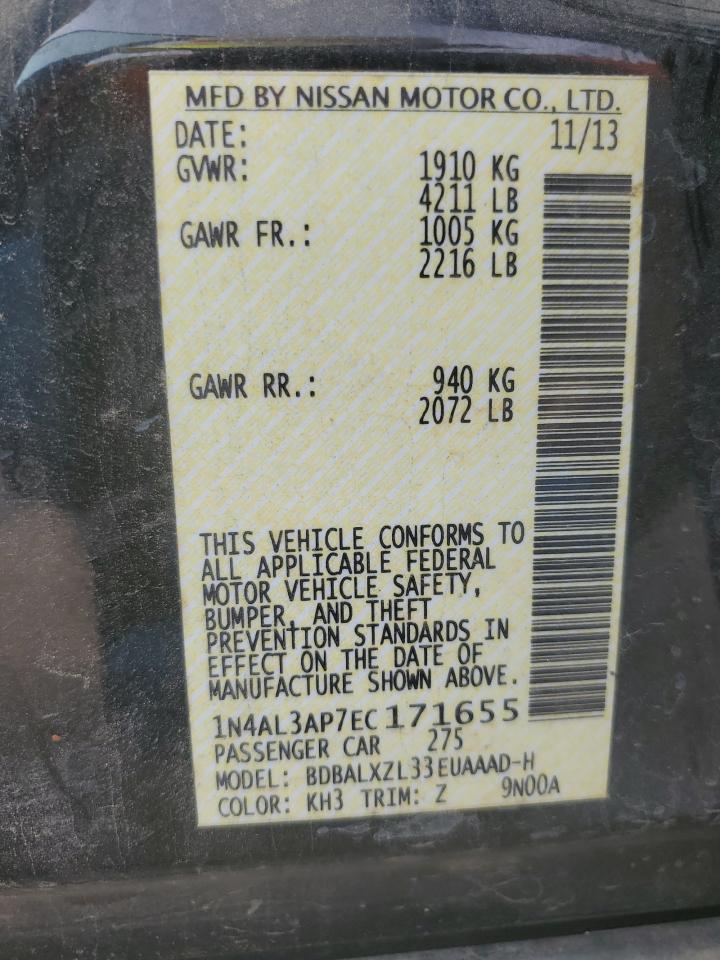 MFD BY NISSAN MOTOR CO., LTD.
DATE: 11/13
GVWR: 1910 KG
4211 LB
GAWR FR.: 1005 KG
2216 LB
GAWR RR.: 940 KG
2072 LB
THIS VEHICLE CONFORMS TO
ALL APPLICABLE FEDERAL
MOTOR VEHICLE SAFETY,
BUMPER, AND THEFT
PREVENTION STANDARDS IN
EFFECT ON THE DATE OF
MANUFACTURE SHOWN ABOVE.
1N4AL3AP7EC171655
PASSENGER CAR 275
MODEL: BDBALXZL33EUAAAD-H
COLOR: KH3 TRIM: Z 9N00A